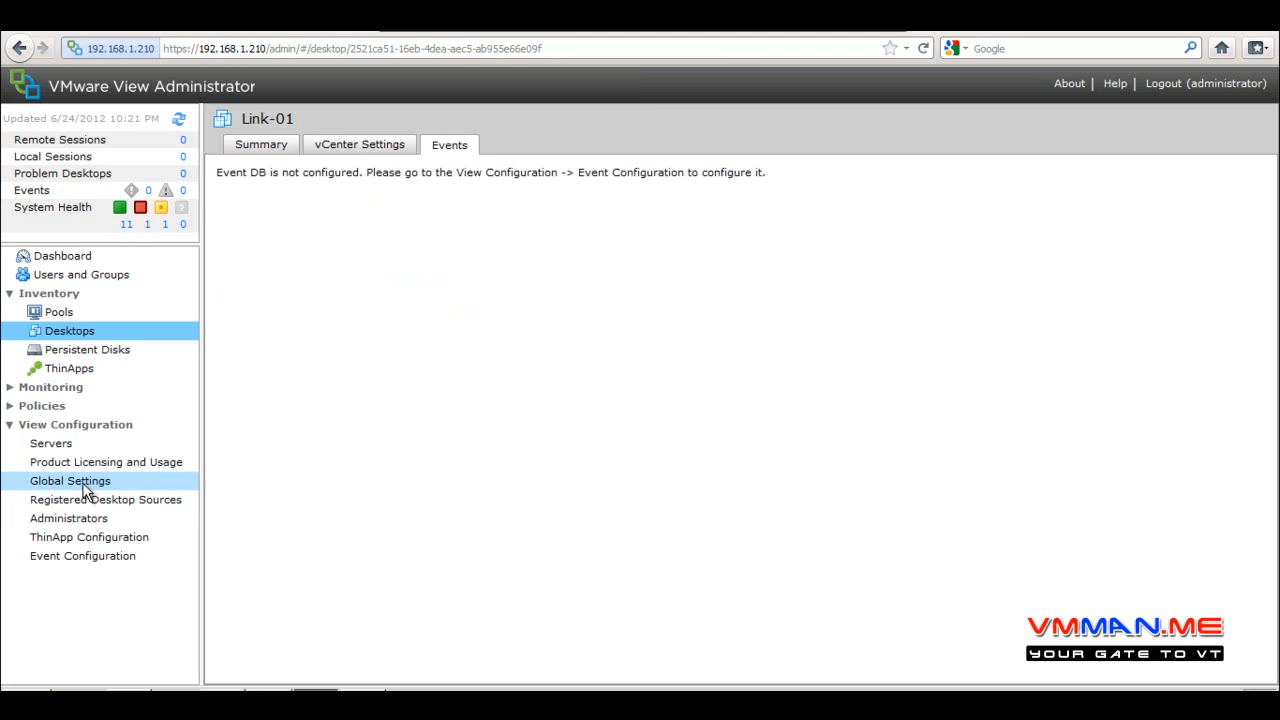 192.168.1.210
https://192.168.1.210/admin/#/desktop/2521ca51-16eb-4dea-aec5-ab955e66e09f
Google
VMware View Administrator
About | Help | Logout (administrator)
Updated 6/24/2012 10:21 PM
Remote Sessions 0
Local Sessions 0
Problem Desktops 0
Events 0 0
System Health
11 1 1 0
Dashboard
Users and Groups
Inventory
Pools
Desktops
Persistent Disks
ThinApps
Monitoring
Policies
View Configuration
Servers
Product Licensing and Usage
Global Settings
Registered Desktop Sources
Administrators
ThinApp Configuration
Event Configuration
Link-01
Summary vCenter Settings Events
Event DB is not configured. Please go to the View Configuration -> Event Configuration to configure it.
VMMAN.ME
YOUR GATE TO VT